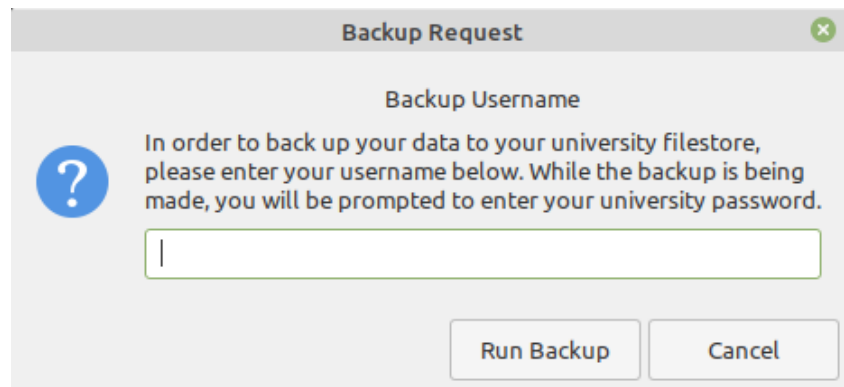 Backup Request
Backup Username
In order to back up your data to your university filestore,
please enter your username below. While the backup is being
made, you will be prompted to enter your university password.
Run Backup
Cancel